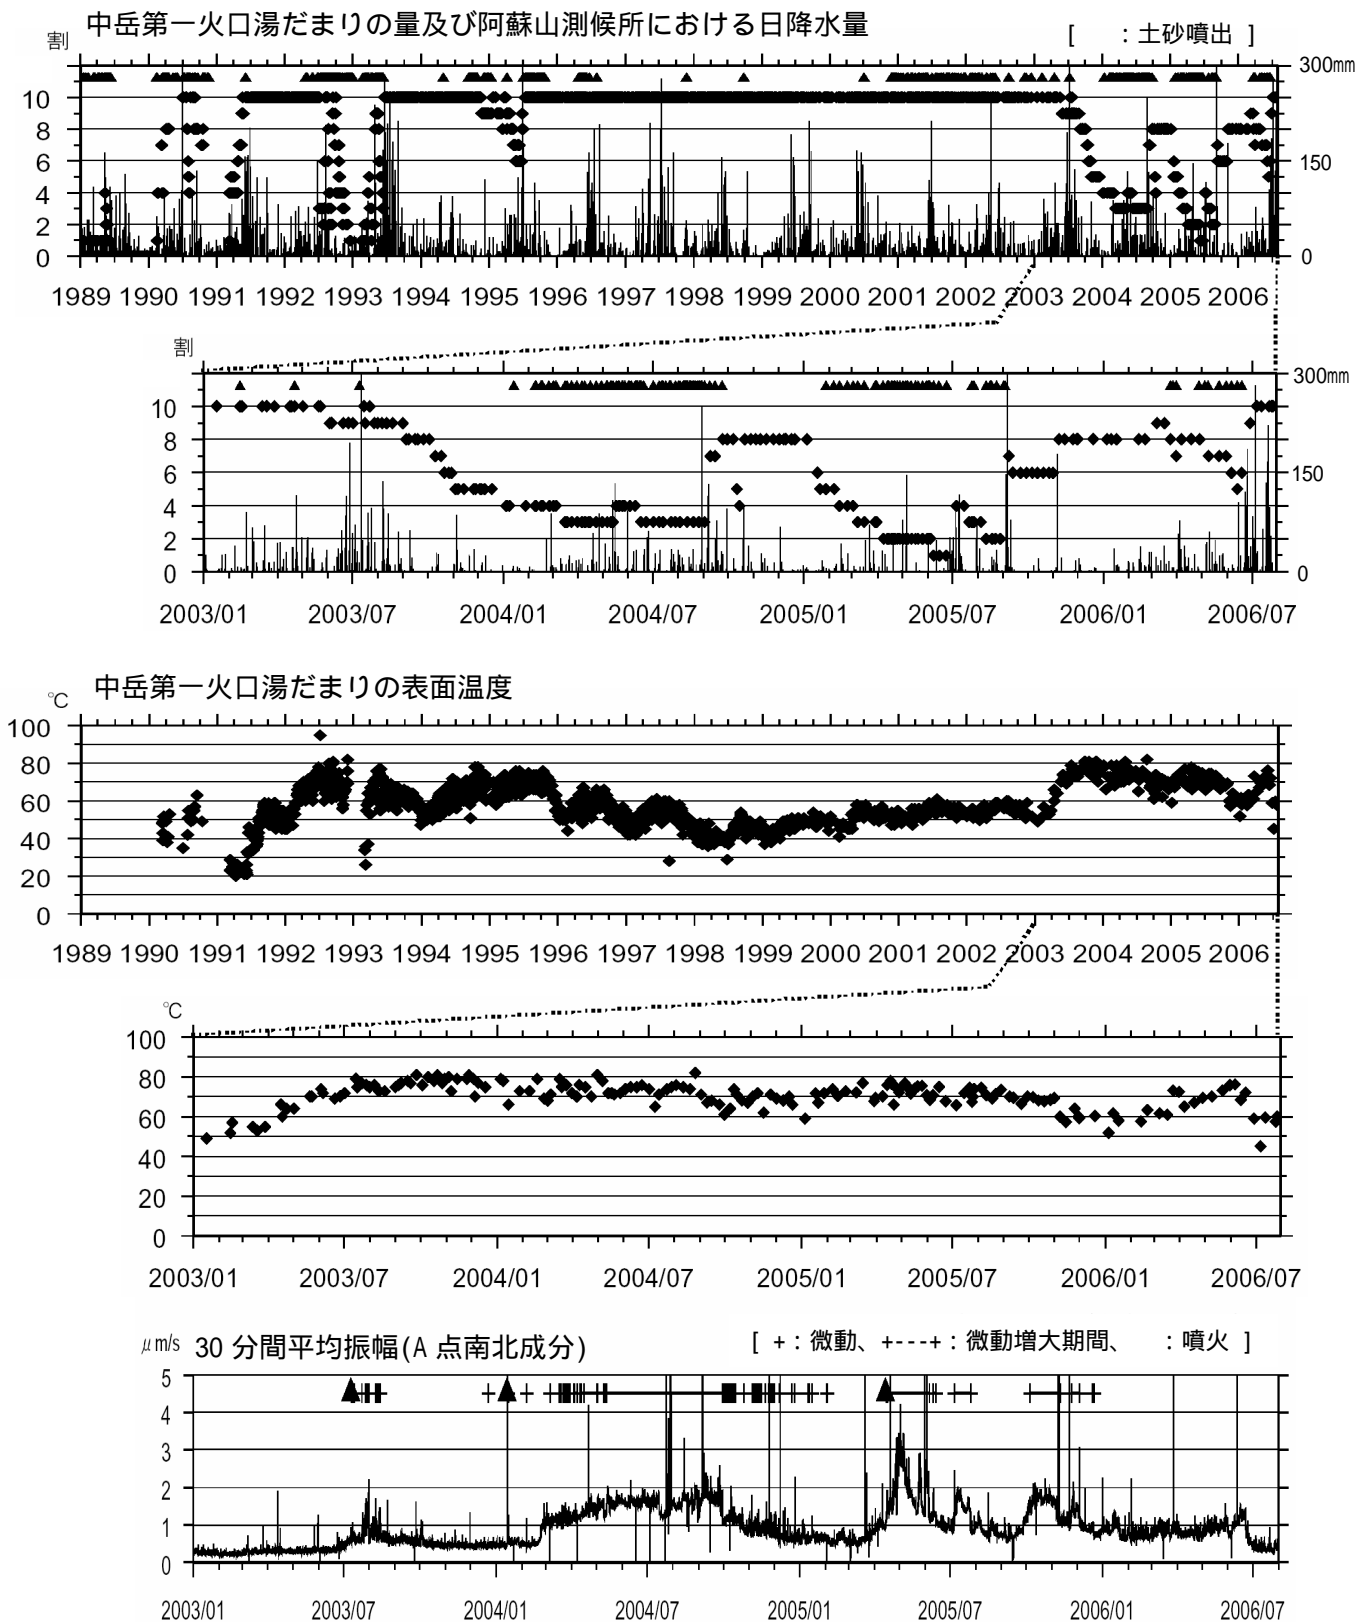 中岳第一火口湯だまりの量及び阿蘇山測候所における日降水量 [ ：土砂噴出 ]
割
300mm
10
8
6 150
4
2
0 0
1989 1990 1991 1992 1993 1994 1995 1996 1997 1998 1999 2000 2001 2002 2003 2004 2005 2006
割
300mm
10
8
6 150
4
2
0 0
2003/01 2003/07 2004/01 2004/07 2005/01 2005/07 2006/01 2006/07
℃ 中岳第一火口湯だまりの表面温度
100
80
60
40
20
0
1989 1990 1991 1992 1993 1994 1995 1996 1997 1998 1999 2000 2001 2002 2003 2004 2005 2006
℃
100
80
60
40
20
0
2003/01 2003/07 2004/01 2004/07 2005/01 2005/07 2006/01 2006/07
μm/s 30 分間平均振幅(A 点南北成分) [ +：微動、+---+：微動増大期間、 ：噴火 ]
5
4
3
2
1
0
2003/01 2003/07 2004/01 2004/07 2005/01 2005/07 2006/01 2006/07